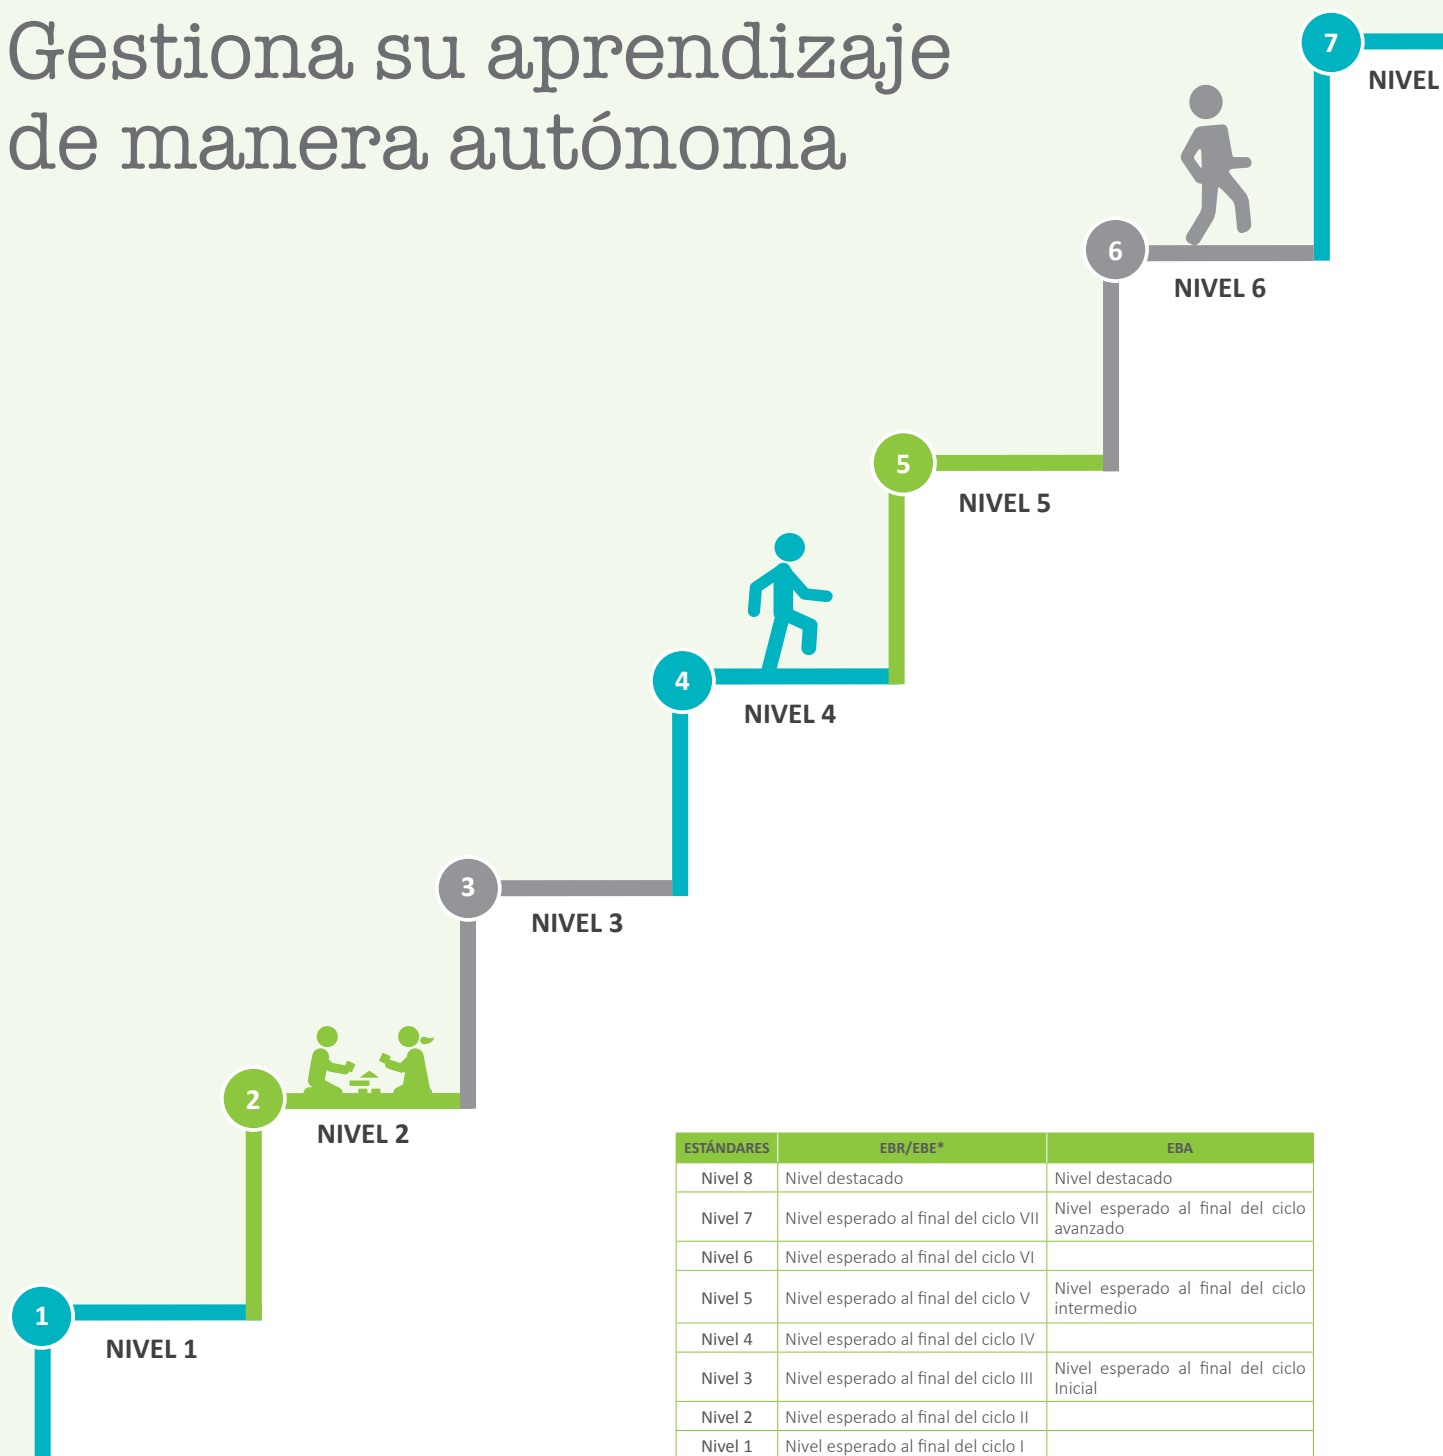 Gestiona su aprendizaje
de manera autónoma
7
NIVEL
6
NIVEL 6
5
NIVEL 5
4
NIVEL 4
3
NIVEL 3
2
NIVEL 2
1
NIVEL 1
ESTÁNDARES EBR/EBE* EBA
Nivel 8 Nivel destacado Nivel destacado
Nivel 7 Nivel esperado al final del ciclo VII Nivel esperado al final del ciclo
avanzado
Nivel 6 Nivel esperado al final del ciclo VI
Nivel 5 Nivel esperado al final del ciclo V Nivel esperado al final del ciclo
intermedio
Nivel 4 Nivel esperado al final del ciclo IV
Nivel 3 Nivel esperado al final del ciclo III Nivel esperado al final del ciclo
Inicial
Nivel 2 Nivel esperado al final del ciclo II
Nivel 1 Nivel esperado al final del ciclo I